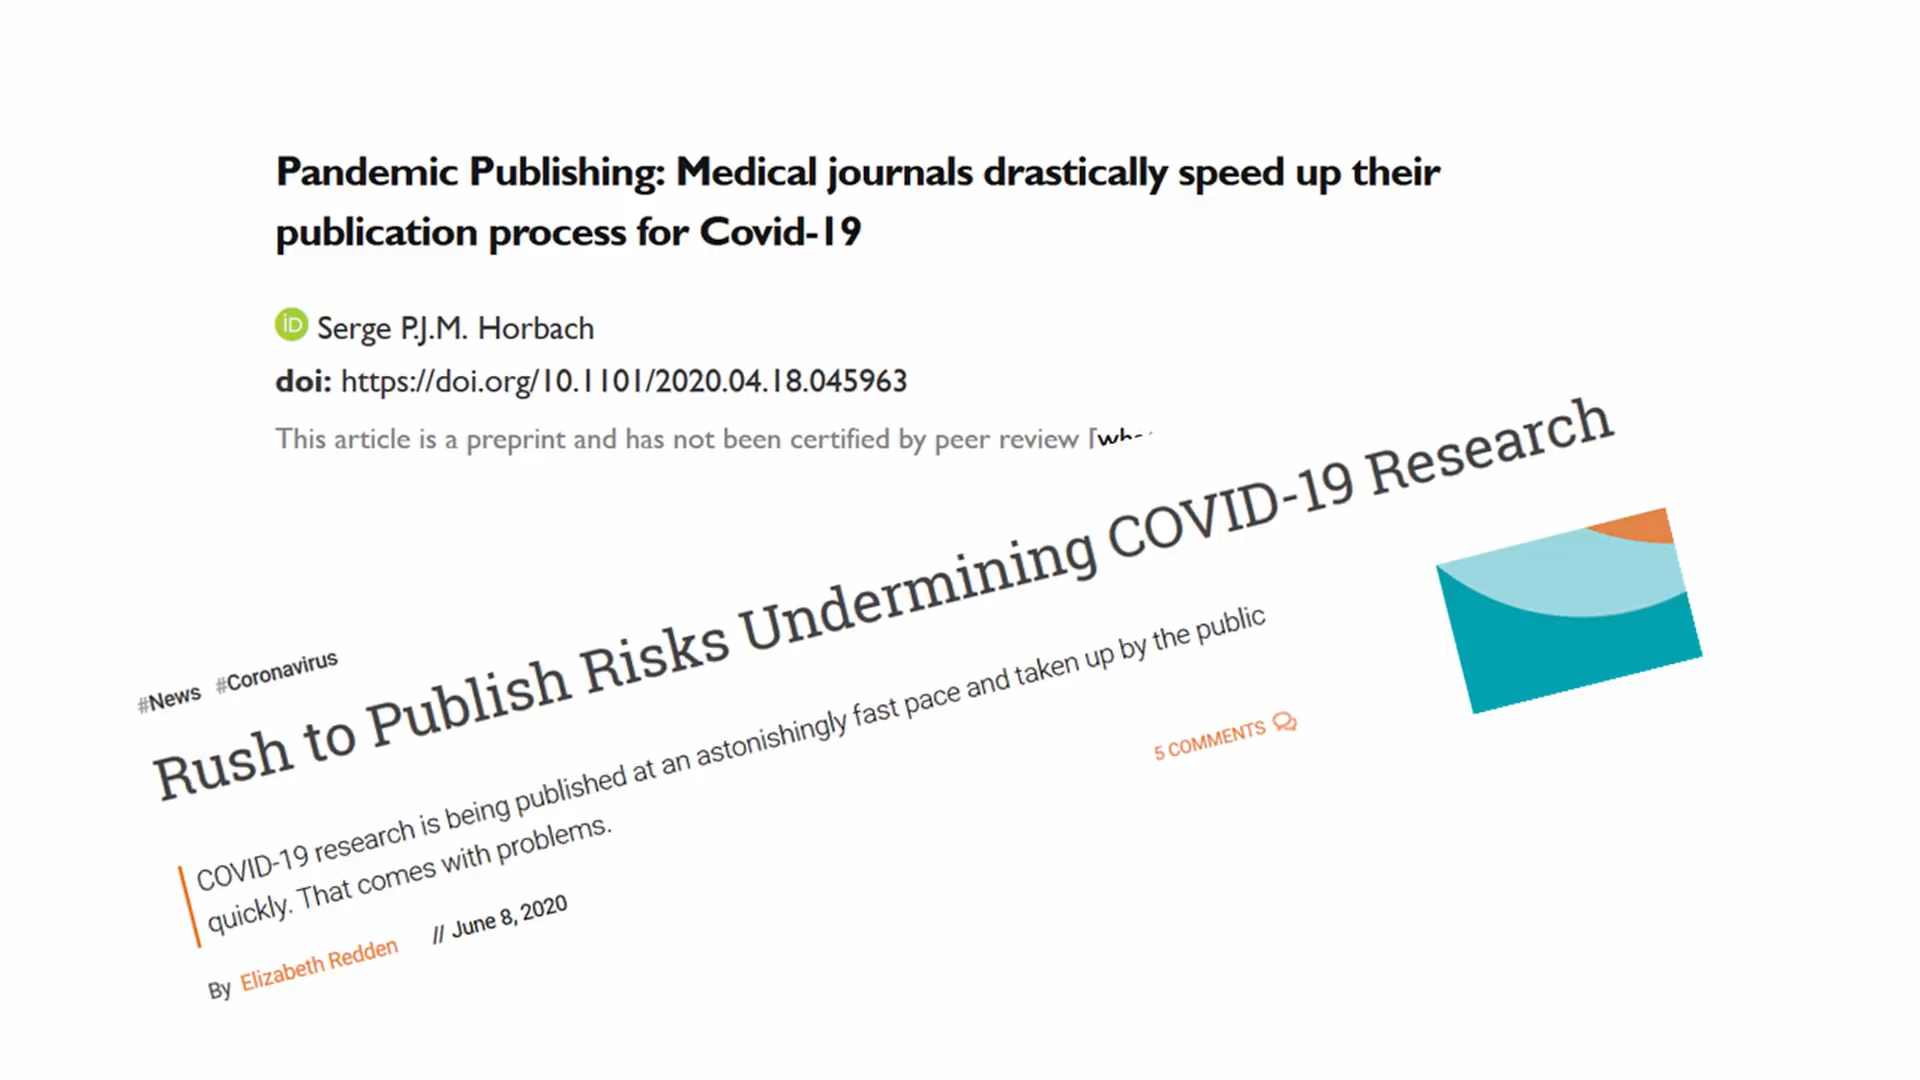 Pandemic Publishing: Medical journals drastically speed up their
publication process for Covid-19
iD Serge P.J.M. Horbach
doi: https://doi.org/10.1101/2020.04.18.045963
This article is a preprint and has not been certified by peer review
#News #Coronavirus
Rush to Publish Risks Undermining COVID-19 Research
COVID-19 research is being published at an astonishingly fast pace and taken up by the public
quickly. That comes with problems.
5 COMMENTS
By Elizabeth Redden // June 8, 2020